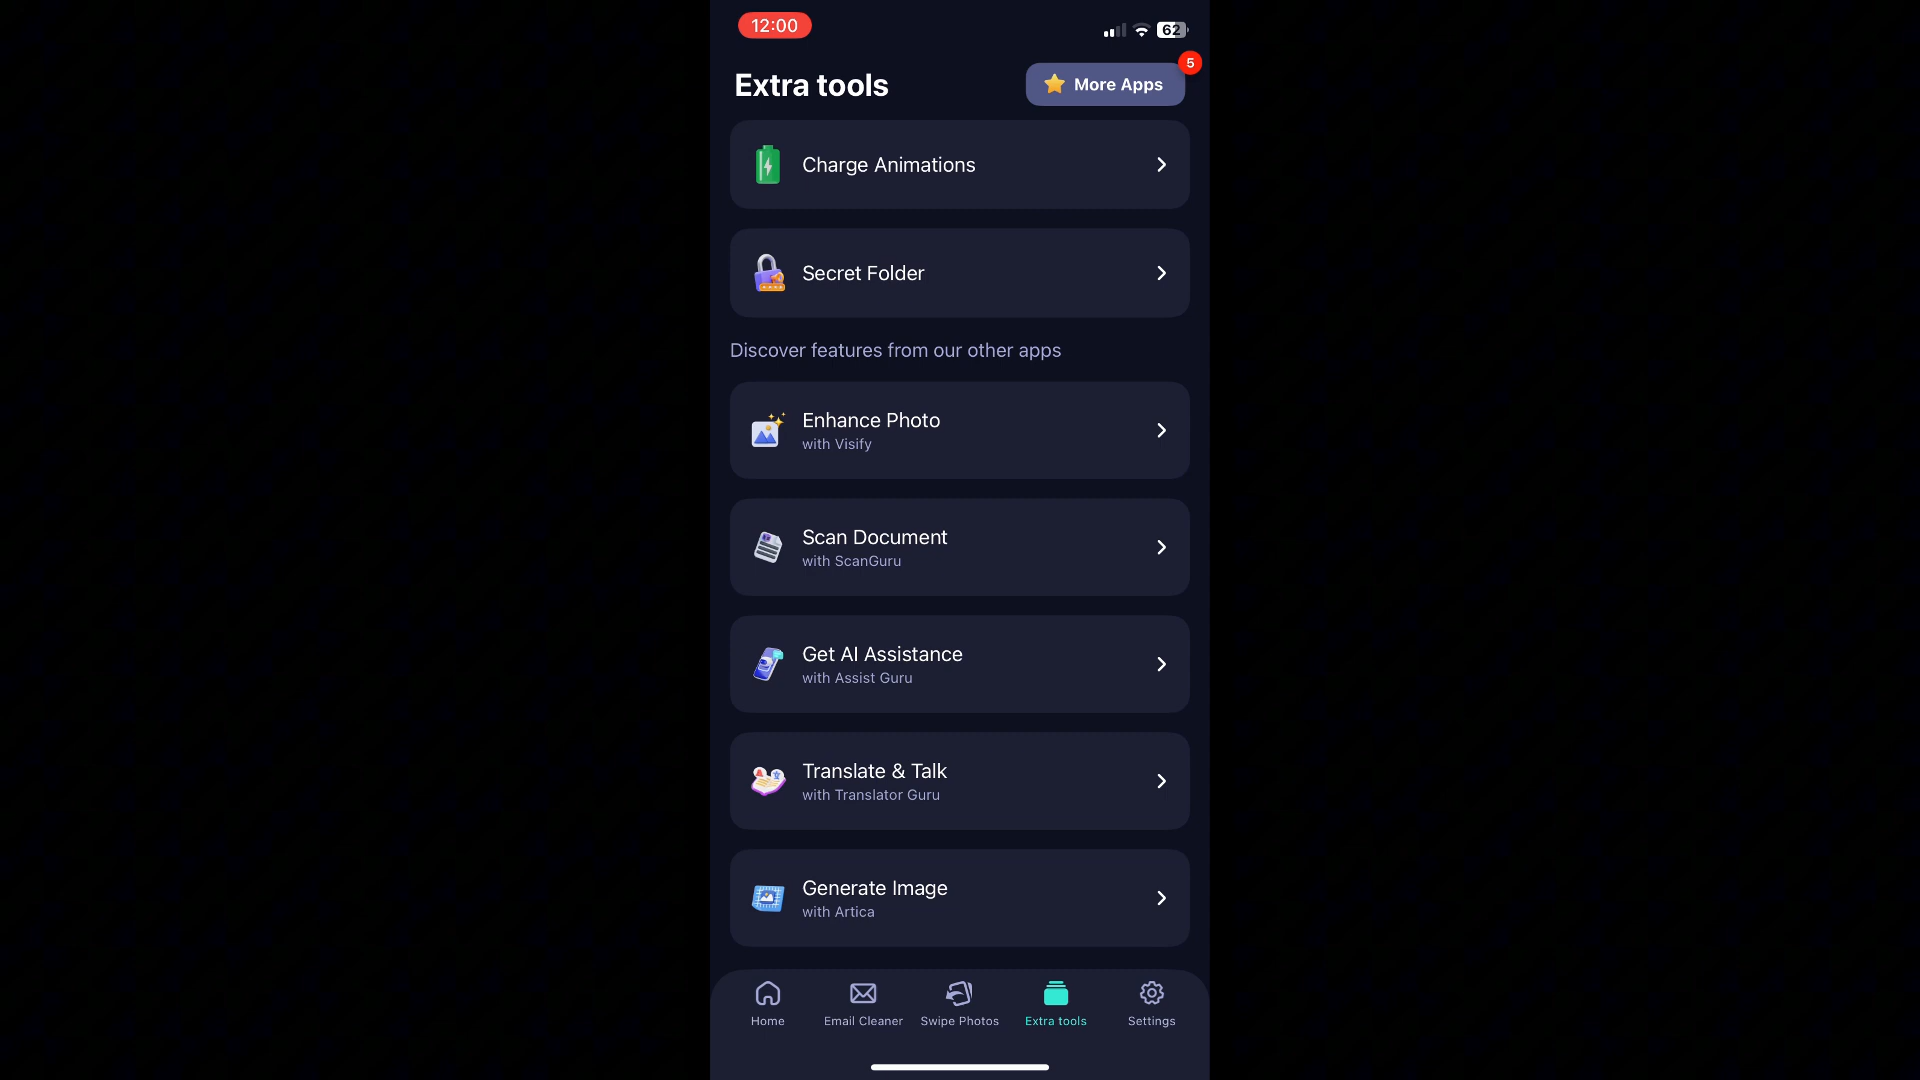 12:00
62
Extra tools
More Apps
5
Charge Animations
Secret Folder
Discover features from our other apps
Enhance Photo
with Visify
Scan Document
with ScanGuru
Get AI Assistance
with Assist Guru
Translate & Talk
with Translator Guru
Generate Image
with Artica
Home
Email Cleaner
Swipe Photos
Extra tools
Settings